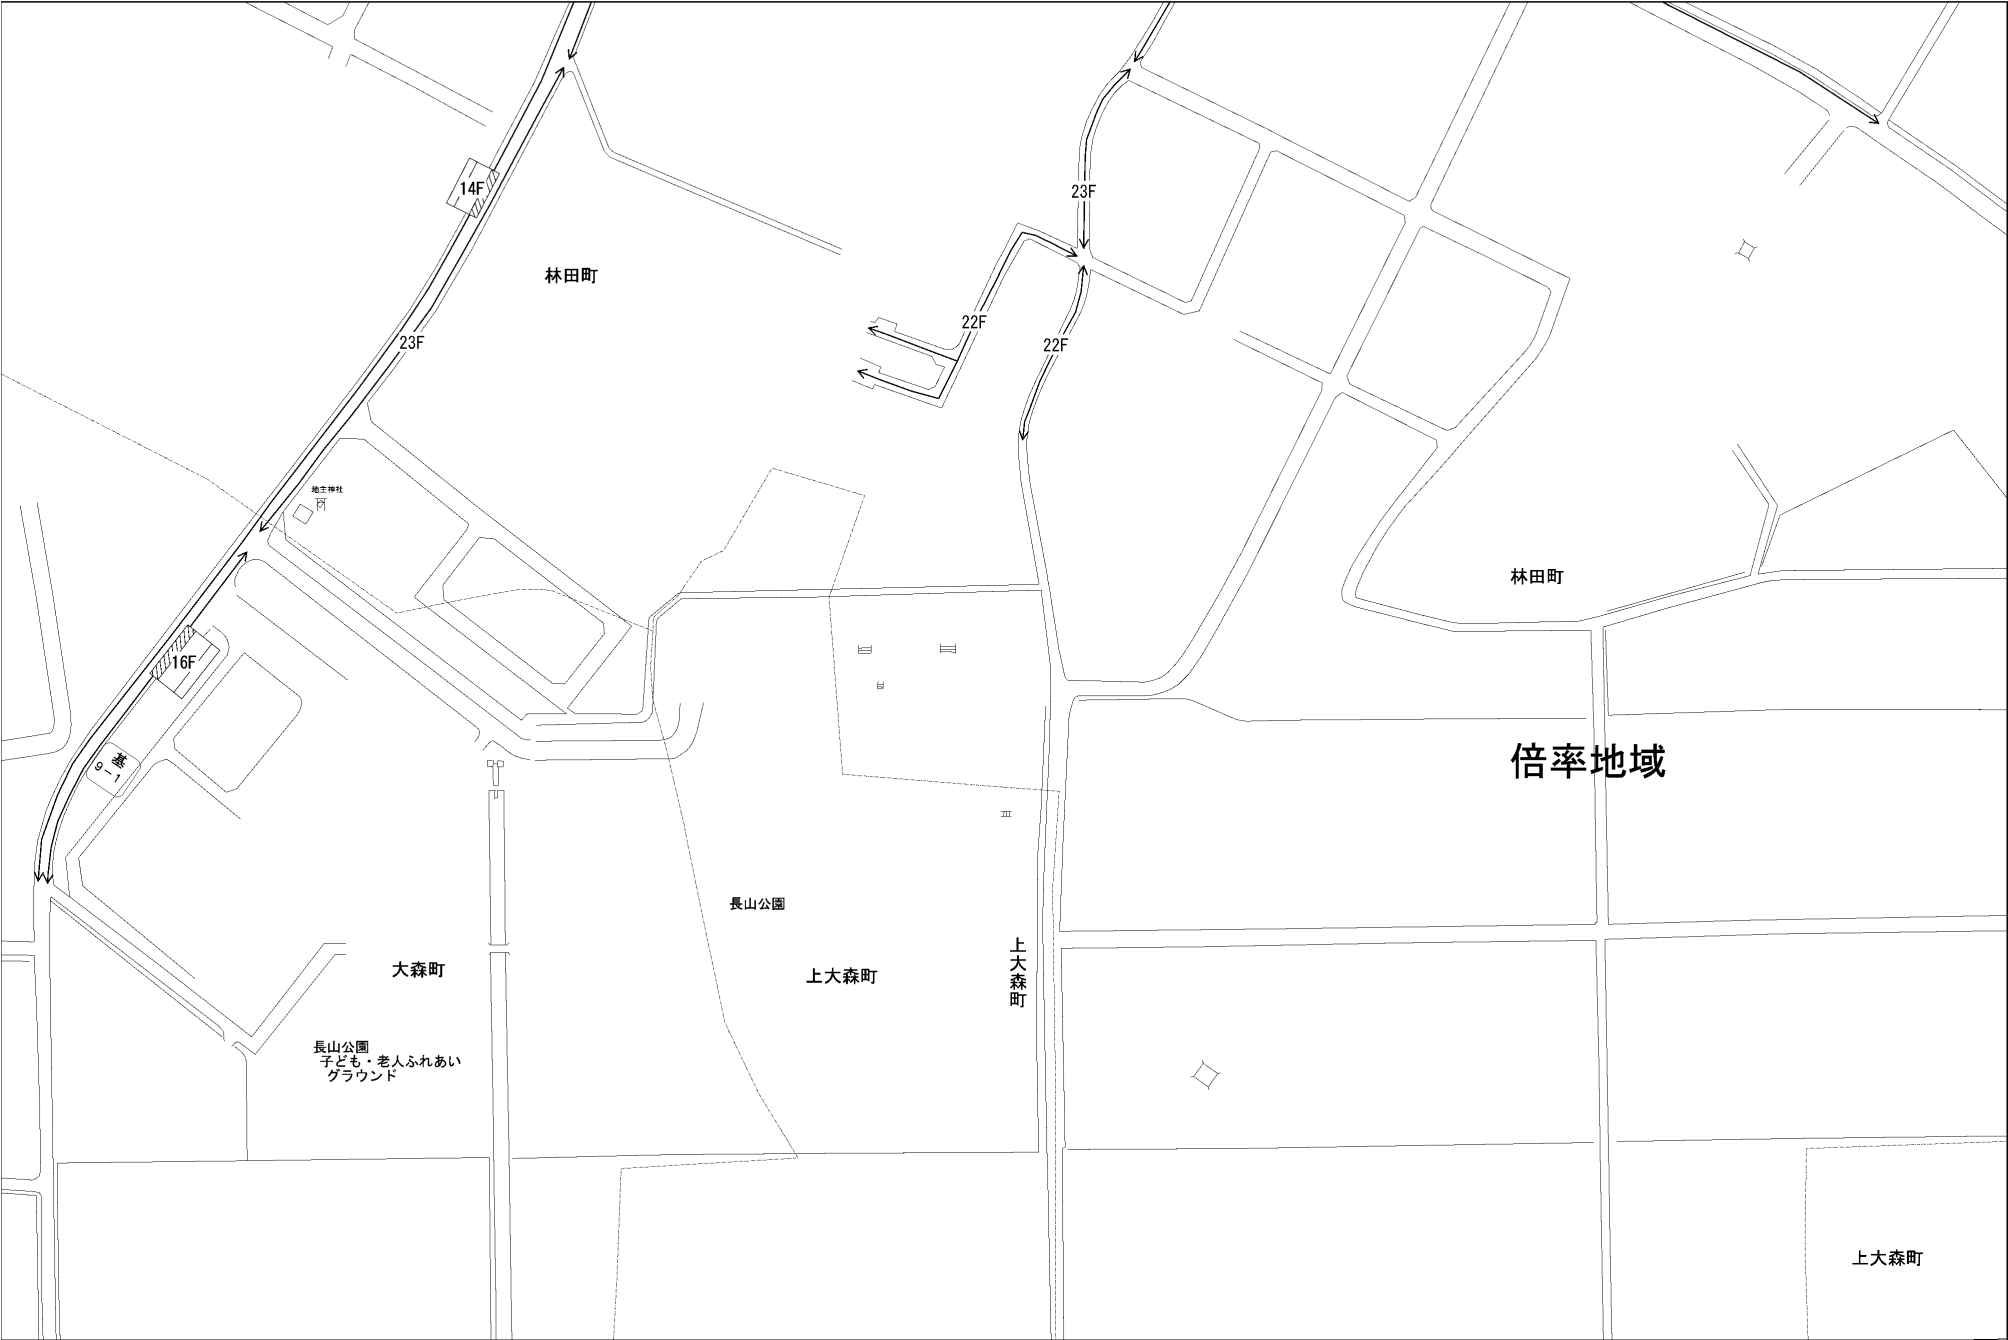 14F
23F
林田町
22F
23F
22F
地主神社
林田町
16F
基
9-1
倍率地域
長山公園
大森町
上大森町
上大森町
長山公園
子ども・老人ふれあい
グラウンド
上大森町